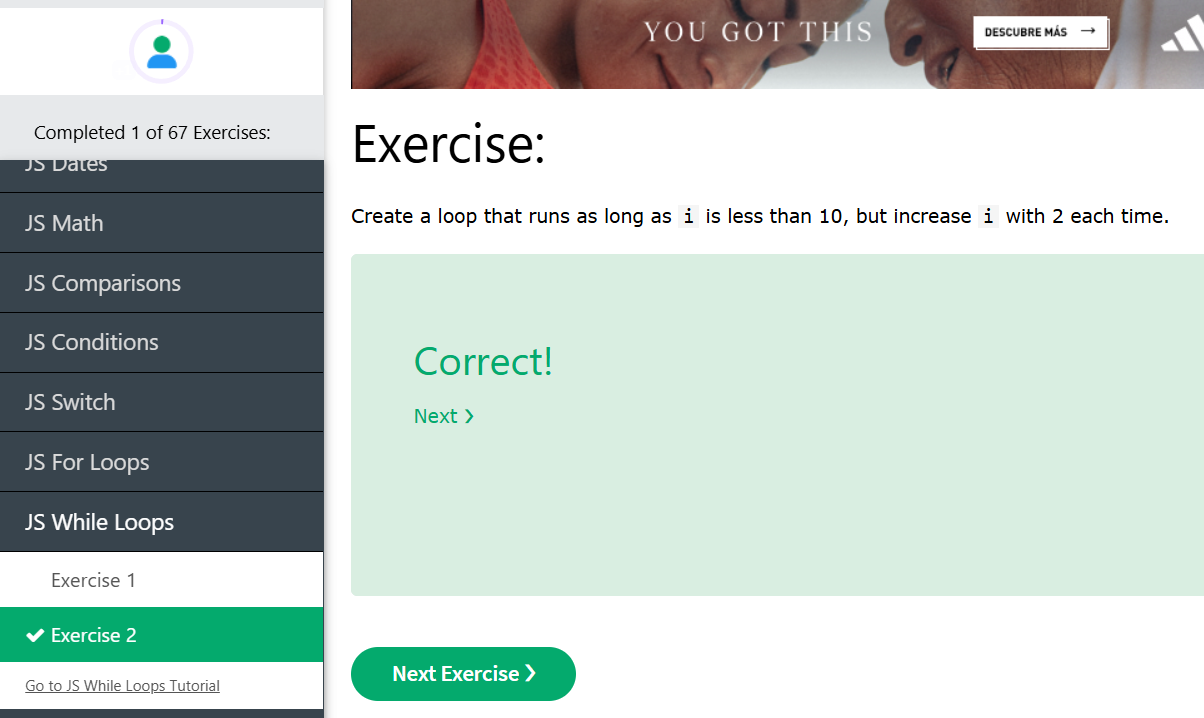 YOU GOT THIS
DESCUBRE MÁS →
Completed 1 of 67 Exercises:
JS Dates
JS Math
JS Comparisons
JS Conditions
JS Switch
JS For Loops
JS While Loops
Exercise 1
Exercise 2
Go to JS While Loops Tutorial
Exercise:
Create a loop that runs as long as i is less than 10, but increase i with 2 each time.
Correct!
Next ❯
Next Exercise ❯